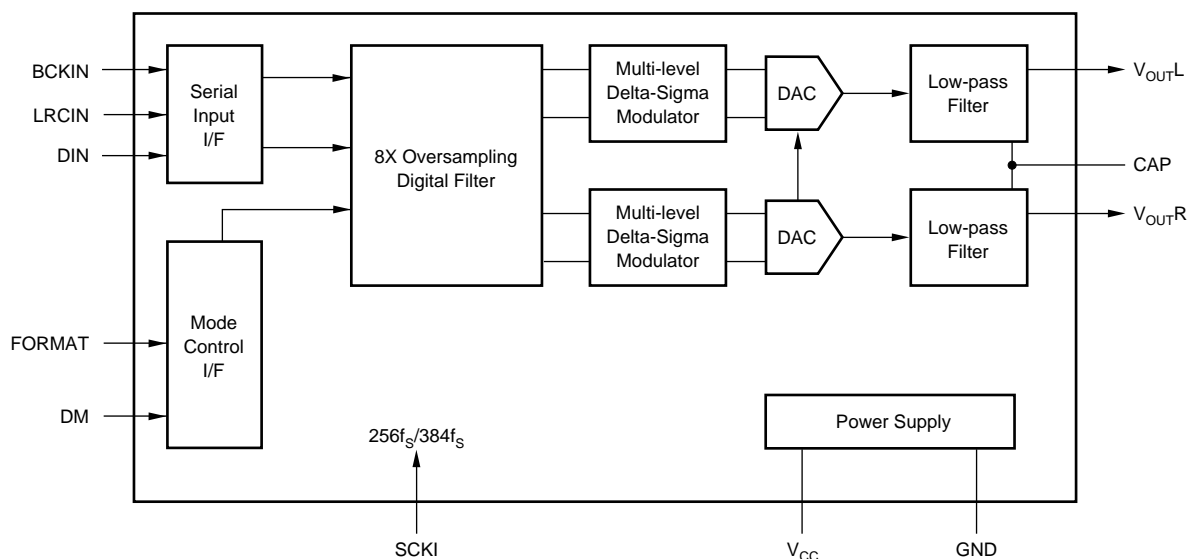 BCKIN
LRCIN
DIN
Serial
Input
I/F
8X Oversampling
Digital Filter
Multi-level
Delta-Sigma
Modulator
DAC
Low-pass
Filter
VOUTL
CAP
Multi-level
Delta-Sigma
Modulator
DAC
Low-pass
Filter
VOUTR
FORMAT
DM
Mode
Control
I/F
256fS/384fS
SCKI
Power Supply
VCC
GND